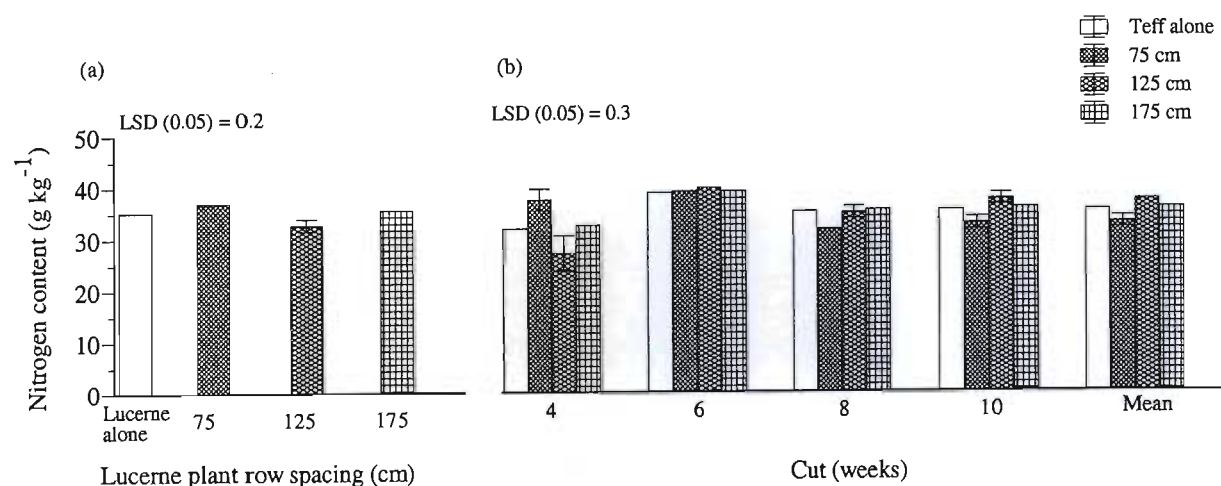 Teff alone
75 cm
125 cm
175 cm
(a)
(b)
LSD (0.05) = 0.2
LSD (0.05) = 0.3
Nitrogen content (g kg⁻¹)
50
40
30
20
10
0
Lucerne
alone
75
125
175
4
6
8
10
Mean
Lucerne plant row spacing (cm)
Cut (weeks)